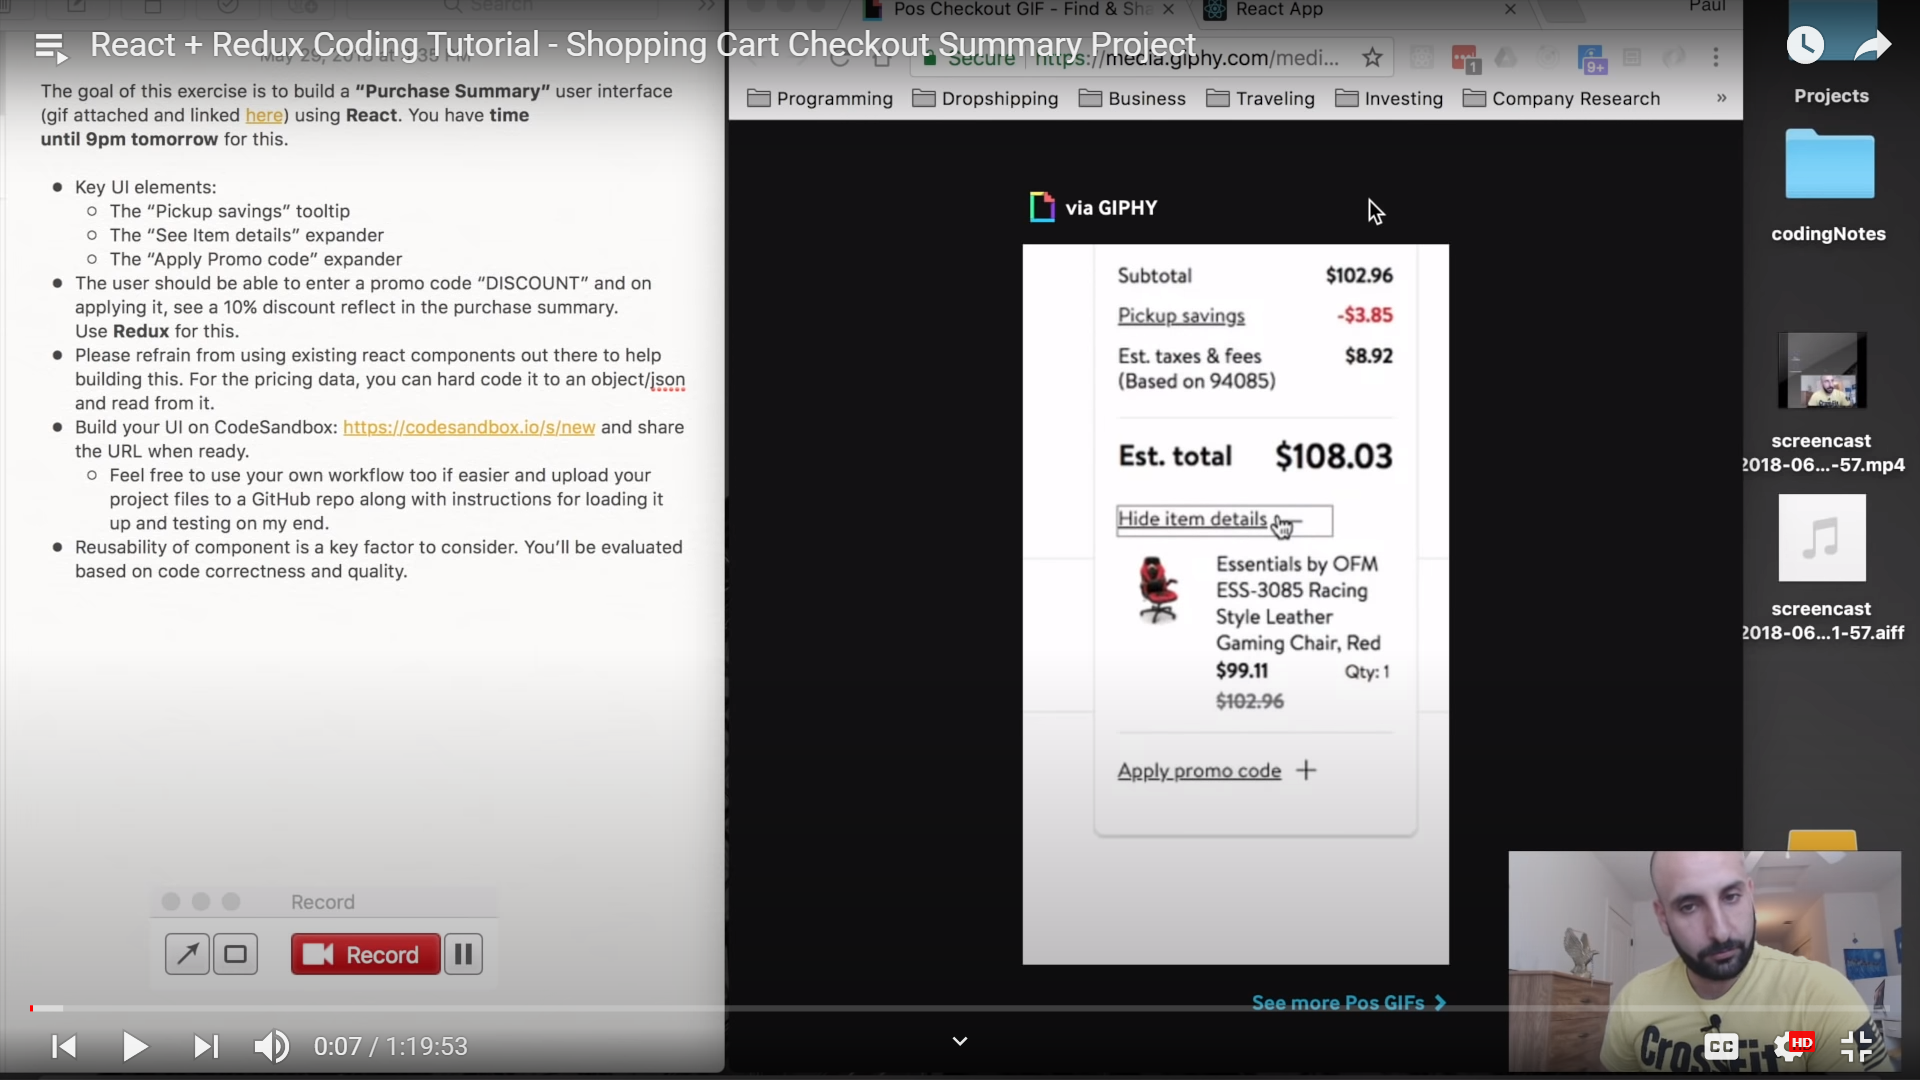 Search
Pos Checkout GIF - Find & Sha
React App
Paul
React + Redux Coding Tutorial - Shopping Cart Checkout Summary Project
Secure
https://media.giphy.com/medi...
1
9+
Programming
Dropshipping
Business
Traveling
Investing
Company Research
»
The goal of this exercise is to build a “Purchase Summary” user interface
(gif attached and linked here) using React. You have time
until 9pm tomorrow for this.
● Key UI elements:
○ The “Pickup savings” tooltip
○ The “See Item details” expander
○ The “Apply Promo code” expander
● The user should be able to enter a promo code “DISCOUNT” and on
applying it, see a 10% discount reflect in the purchase summary.
Use Redux for this.
● Please refrain from using existing react components out there to help
building this. For the pricing data, you can hard code it to an object/json
and read from it.
● Build your UI on CodeSandbox: https://codesandbox.io/s/new and share
the URL when ready.
○ Feel free to use your own workflow too if easier and upload your
project files to a GitHub repo along with instructions for loading it
up and testing on my end.
● Reusability of component is a key factor to consider. You’ll be evaluated
based on code correctness and quality.
Record
Record
via GIPHY
Subtotal $102.96
Pickup savings -$3.85
Est. taxes & fees $8.92
(Based on 94085)
Est. total $108.03
Hide item details
Essentials by OFM
ESS-3085 Racing
Style Leather
Gaming Chair, Red
$99.11 Qty: 1
$102.96
Apply promo code +
See more Pos GIFs
Projects
codingNotes
screencast
2018-06...-57.mp4
screencast
2018-06...1-57.aiff
CrossFit
0:07 / 1:19:53
CC
HD